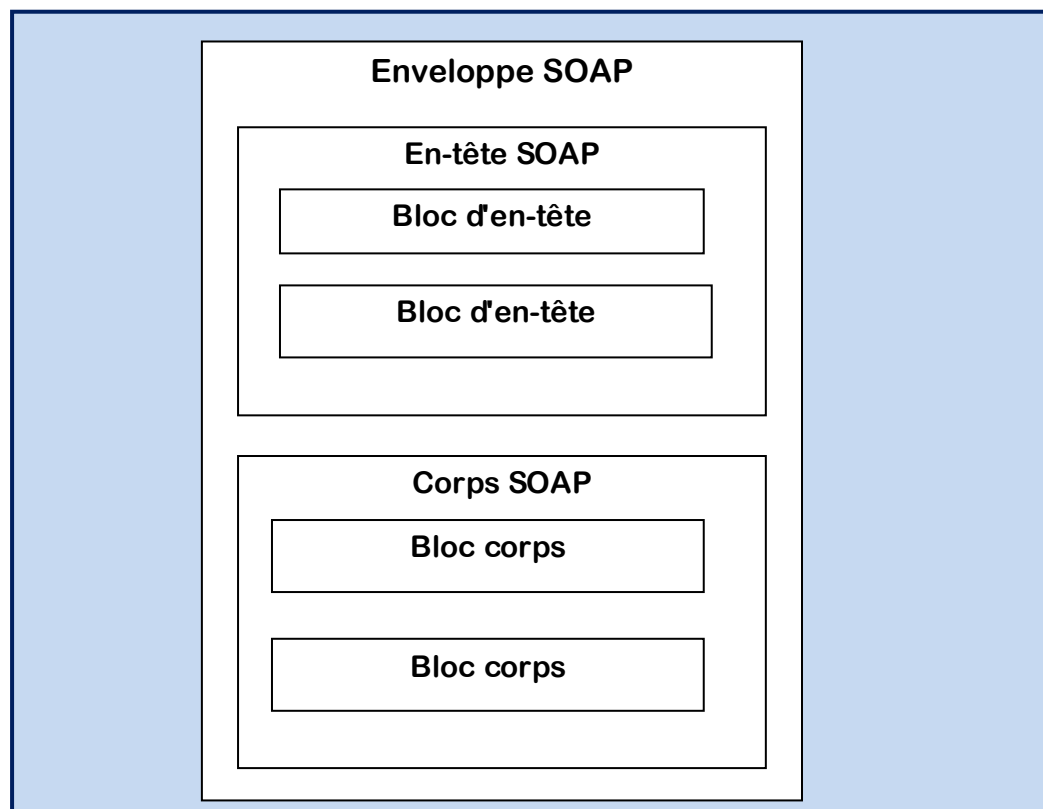 Enveloppe SOAP
En-tête SOAP
Bloc d'en-tête
Bloc d'en-tête
Corps SOAP
Bloc corps
Bloc corps